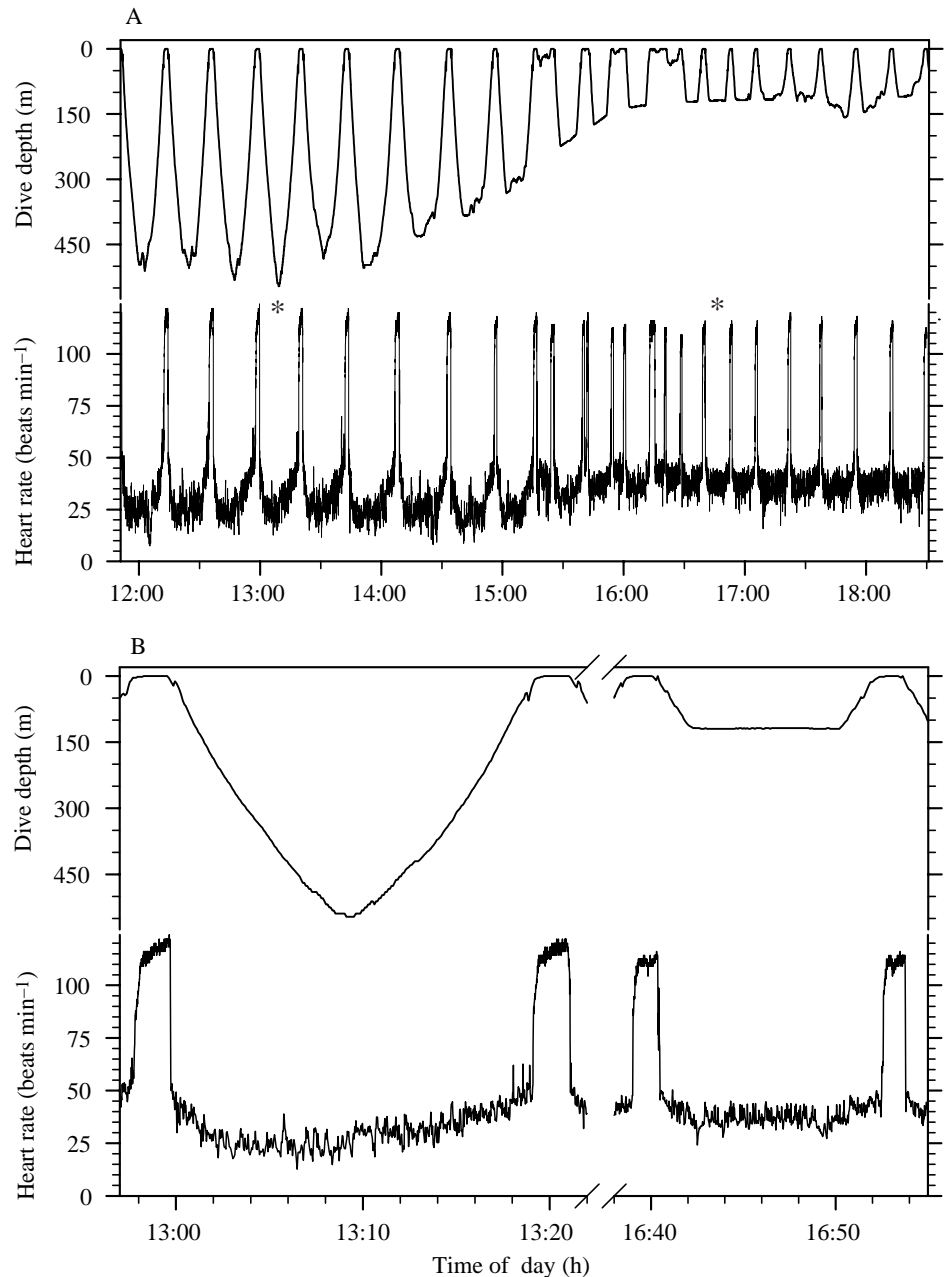 A
0
150
300
450
Dive depth (m)
* *
100
75
50
25
0
Heart rate (beats min⁻¹)
12:00 13:00 14:00 15:00 16:00 17:00 18:00
B
0
150
300
450
Dive depth (m)
100
75
50
25
0
Heart rate (beats min⁻¹)
13:00 13:10 13:20 16:40 16:50
Time of day (h)